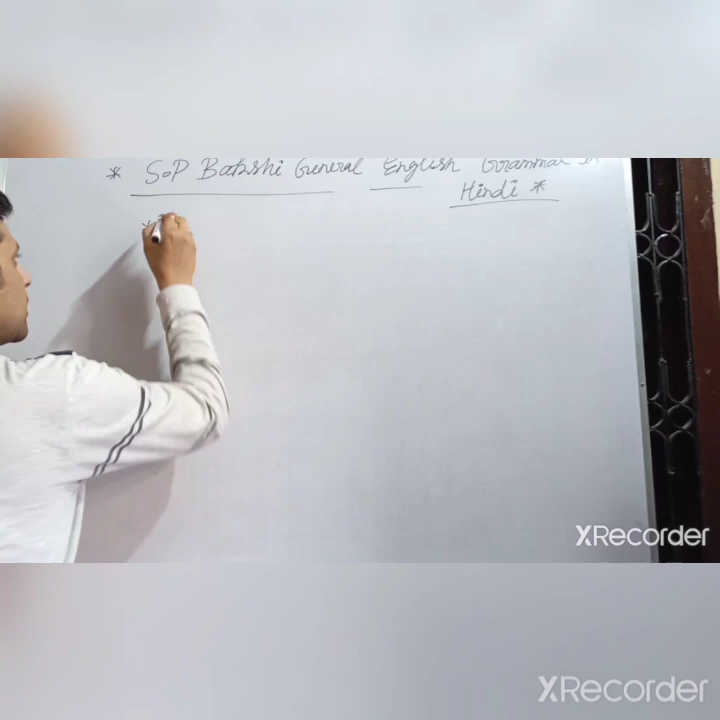 * S.P Bakshi General English Grammar in
Hindi *
*
XRecorder
XRecorder